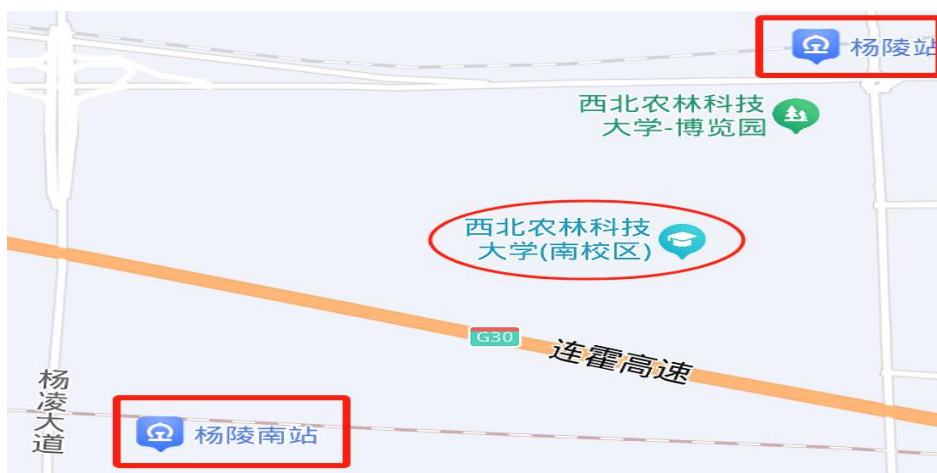 杨陵站
西北农林科技
大学-博览园
西北农林科技
大学(南校区)
G30
连霍高速
杨凌大道
杨陵南站